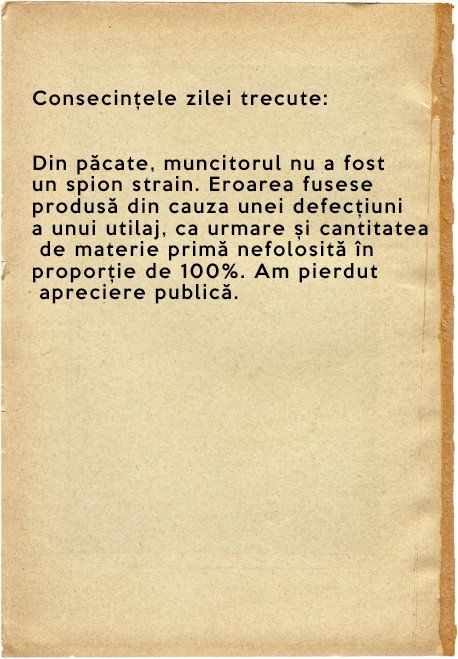 Consecințele zilei trecute:
Din păcate, muncitorul nu a fost
un spion strain. Eroarea fusese
produsă din cauza unei defecțiuni
a unui utilaj, ca urmare și cantitatea
de materie primă nefolosită în
proporție de 100%. Am pierdut
apreciere publică.